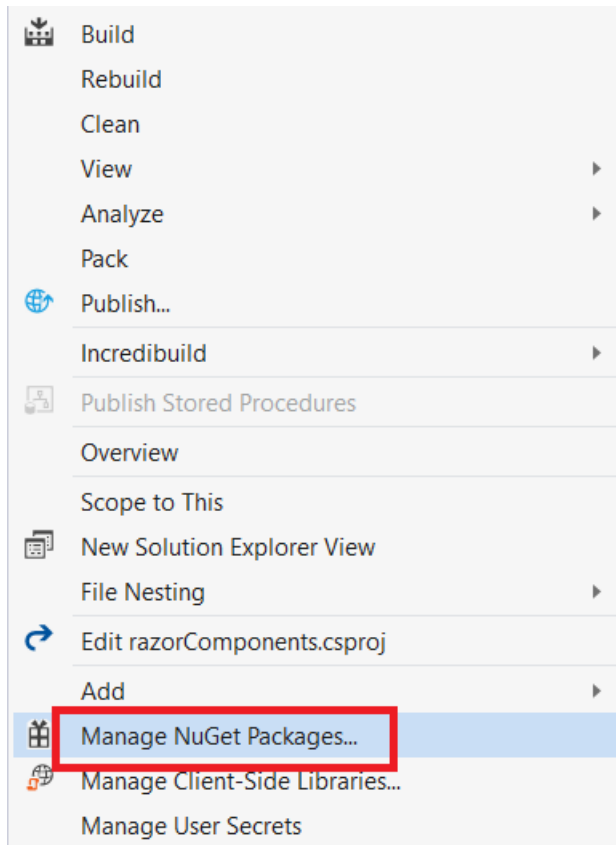 Build
Rebuild
Clean
View
Analyze
Pack
Publish...
Incredibuild
Publish Stored Procedures
Overview
Scope to This
New Solution Explorer View
File Nesting
Edit razorComponents.csproj
Add
Manage NuGet Packages...
Manage Client-Side Libraries...
Manage User Secrets